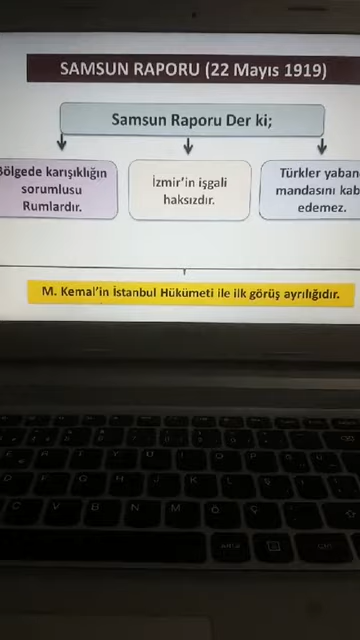 SAMSUN RAPORU (22 Mayıs 1919)
Samsun Raporu Der ki;
Bölgede karışıklığın
sorumlusu
Rumlardır.
İzmir'in işgali
haksızdır.
Türkler yaban
mandasını kab
edemez.
M. Kemal'in İstanbul Hükümeti ile ilk görüş ayrılığıdır.